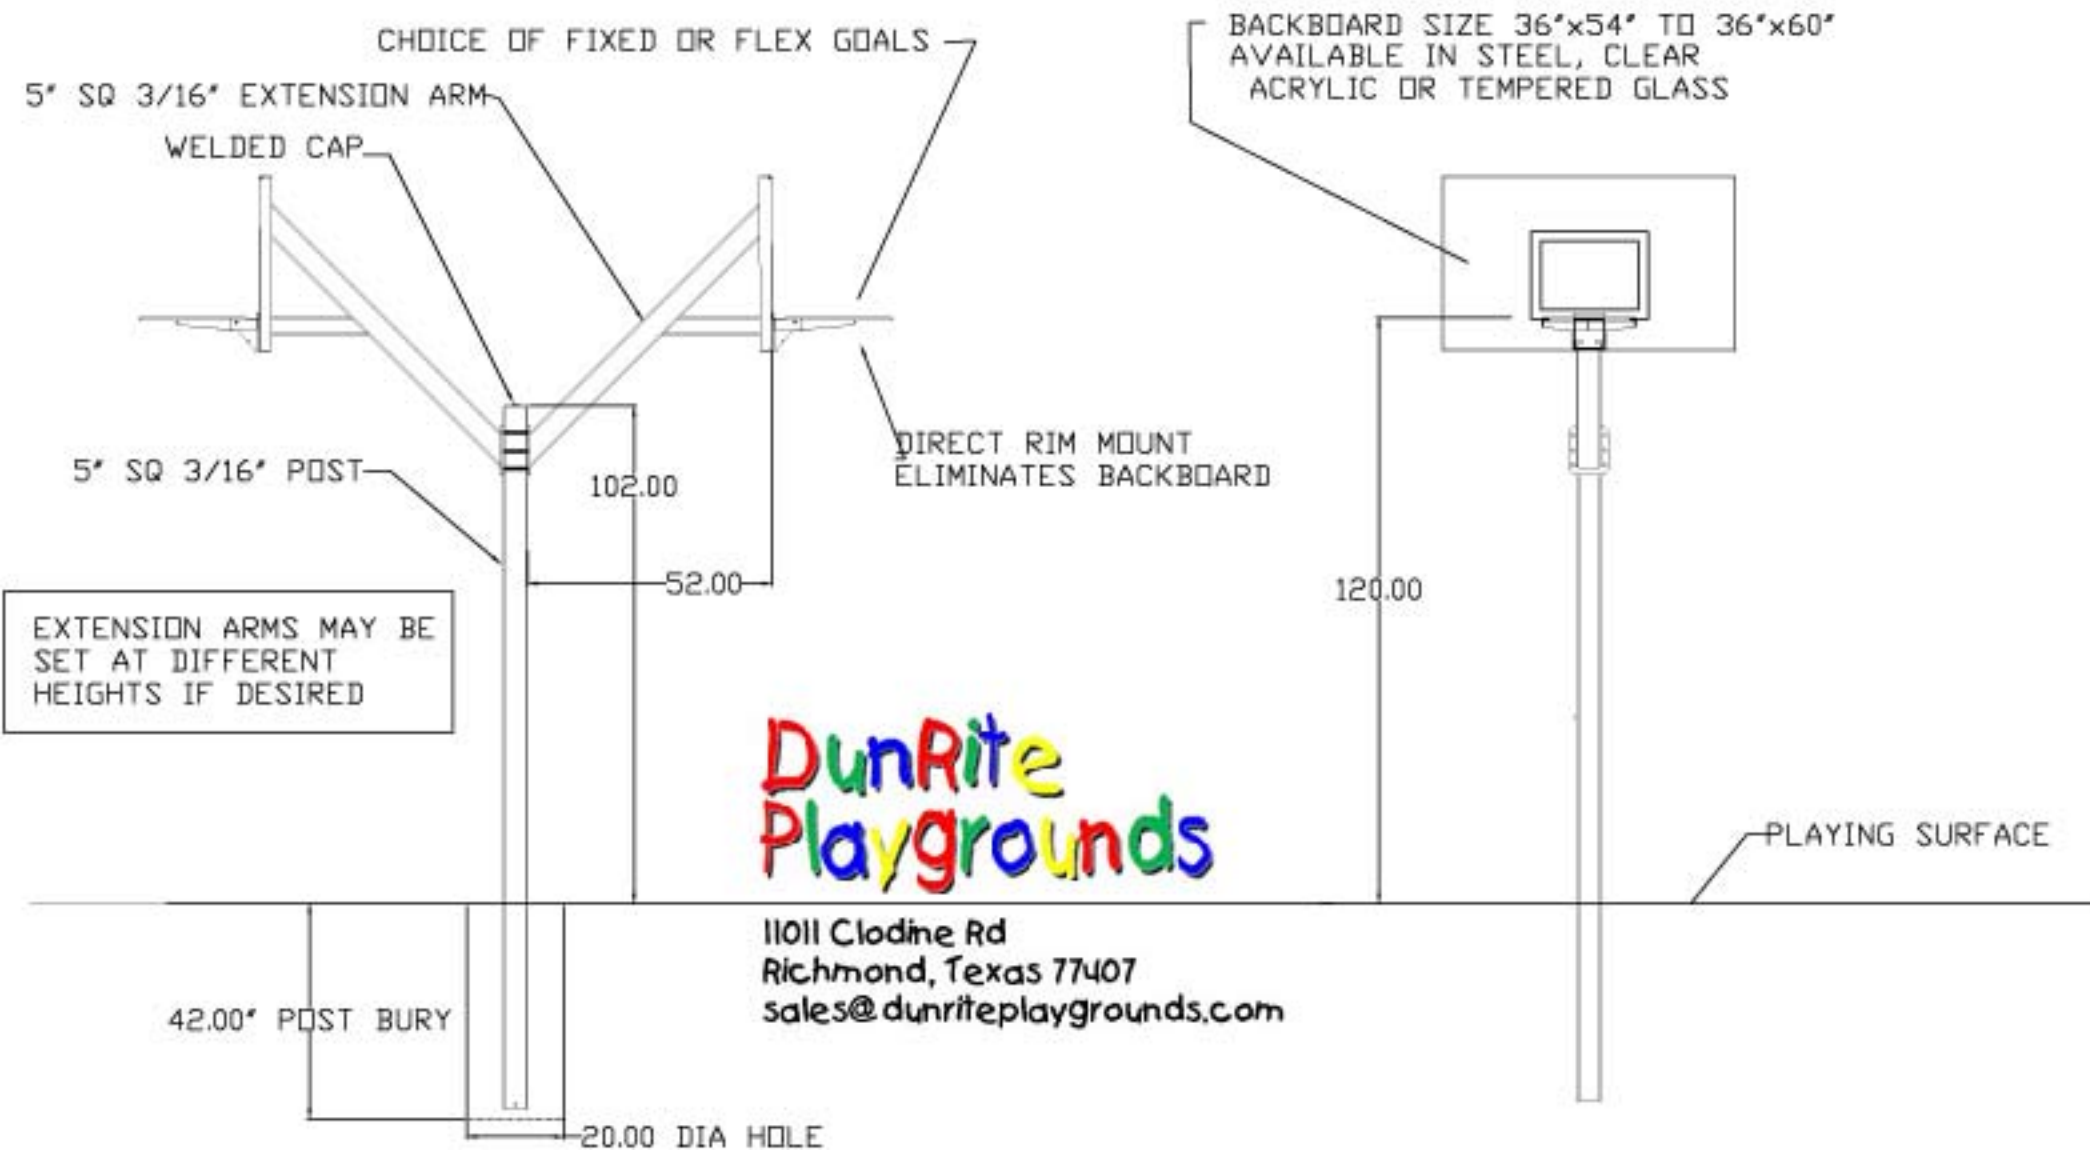 CHOICE OF FIXED OR FLEX GOALS
5" SQ 3/16" EXTENSION ARM
WELDED CAP
BACKBOARD SIZE 36"x54" TO 36"x60"
AVAILABLE IN STEEL, CLEAR
ACRYLIC OR TEMPERED GLASS
DIRECT RIM MOUNT
ELIMINATES BACKBOARD
5" SQ 3/16" POST
102.00
52.00
120.00
EXTENSION ARMS MAY BE
SET AT DIFFERENT
HEIGHTS IF DESIRED
DunRite
Playgrounds
PLAYING SURFACE
11011 Clodine Rd
Richmond, Texas 77407
sales@dunriteplaygrounds.com
42.00" POST BURY
20.00 DIA HOLE